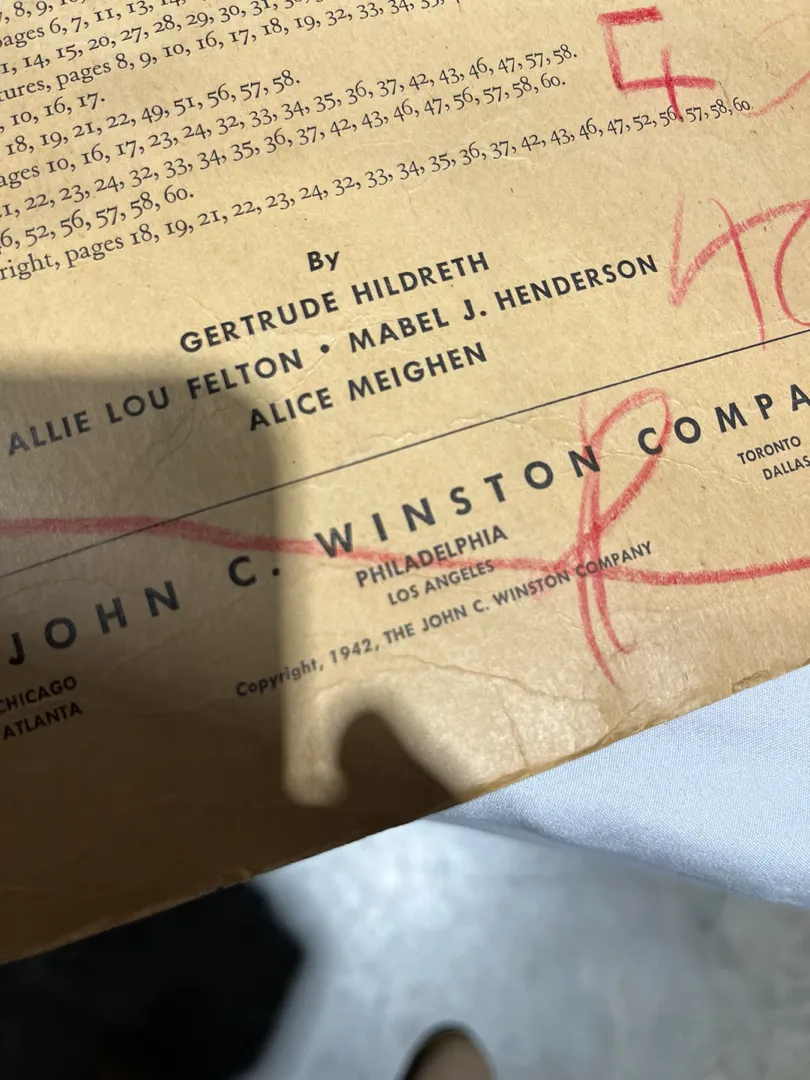 7, 8, 9, 10
ages 6, 7, 11, 13, 14,
1, 14, 15, 20, 27, 28, 29, 30, 31,
tures, pages 8, 9, 10, 16, 17, 18, 19, 32, 33, 34, 35,
, 10, 16, 17.
18, 19, 21, 22, 49, 51, 56, 57, 58.
ages 10, 16, 17, 23, 24, 32, 33, 34, 35, 36, 37, 42, 43, 46, 47, 57, 58.
1, 22, 23, 24, 32, 33, 34, 35, 36, 37, 42, 43, 46, 47, 56, 57, 58, 60.
6, 52, 56, 57, 58, 60.
right, pages 18, 19, 21, 22, 23, 24, 32, 33, 34, 35, 36, 37, 42, 43, 46, 47, 52, 56, 57, 58, 60.
By
GERTRUDE HILDRETH
ALLIE LOU FELTON • MABEL J. HENDERSON
ALICE MEIGHEN
JOHN C. WINSTON COMPA
CHICAGO PHILADELPHIA TORONTO
ATLANTA LOS ANGELES DALLAS
Copyright, 1942, THE JOHN C. WINSTON COMPANY
R